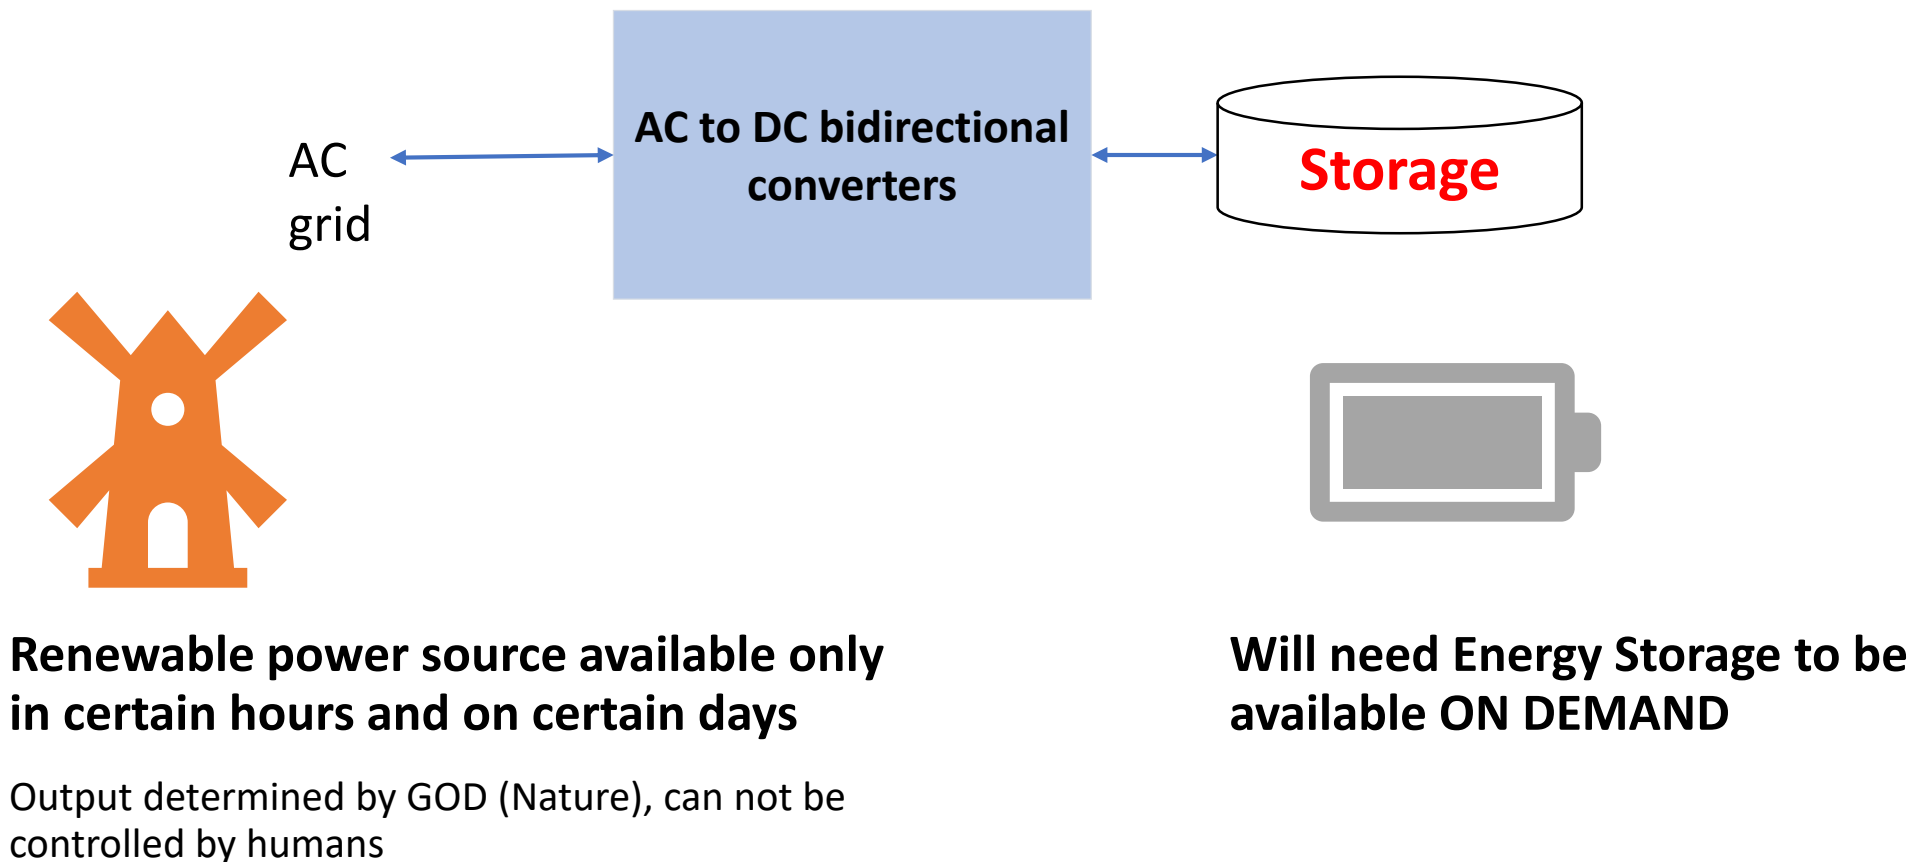 AC
grid
AC to DC bidirectional
converters
Storage
Renewable power source available only
in certain hours and on certain days
Output determined by GOD (Nature), can not be
controlled by humans
Will need Energy Storage to be
available ON DEMAND